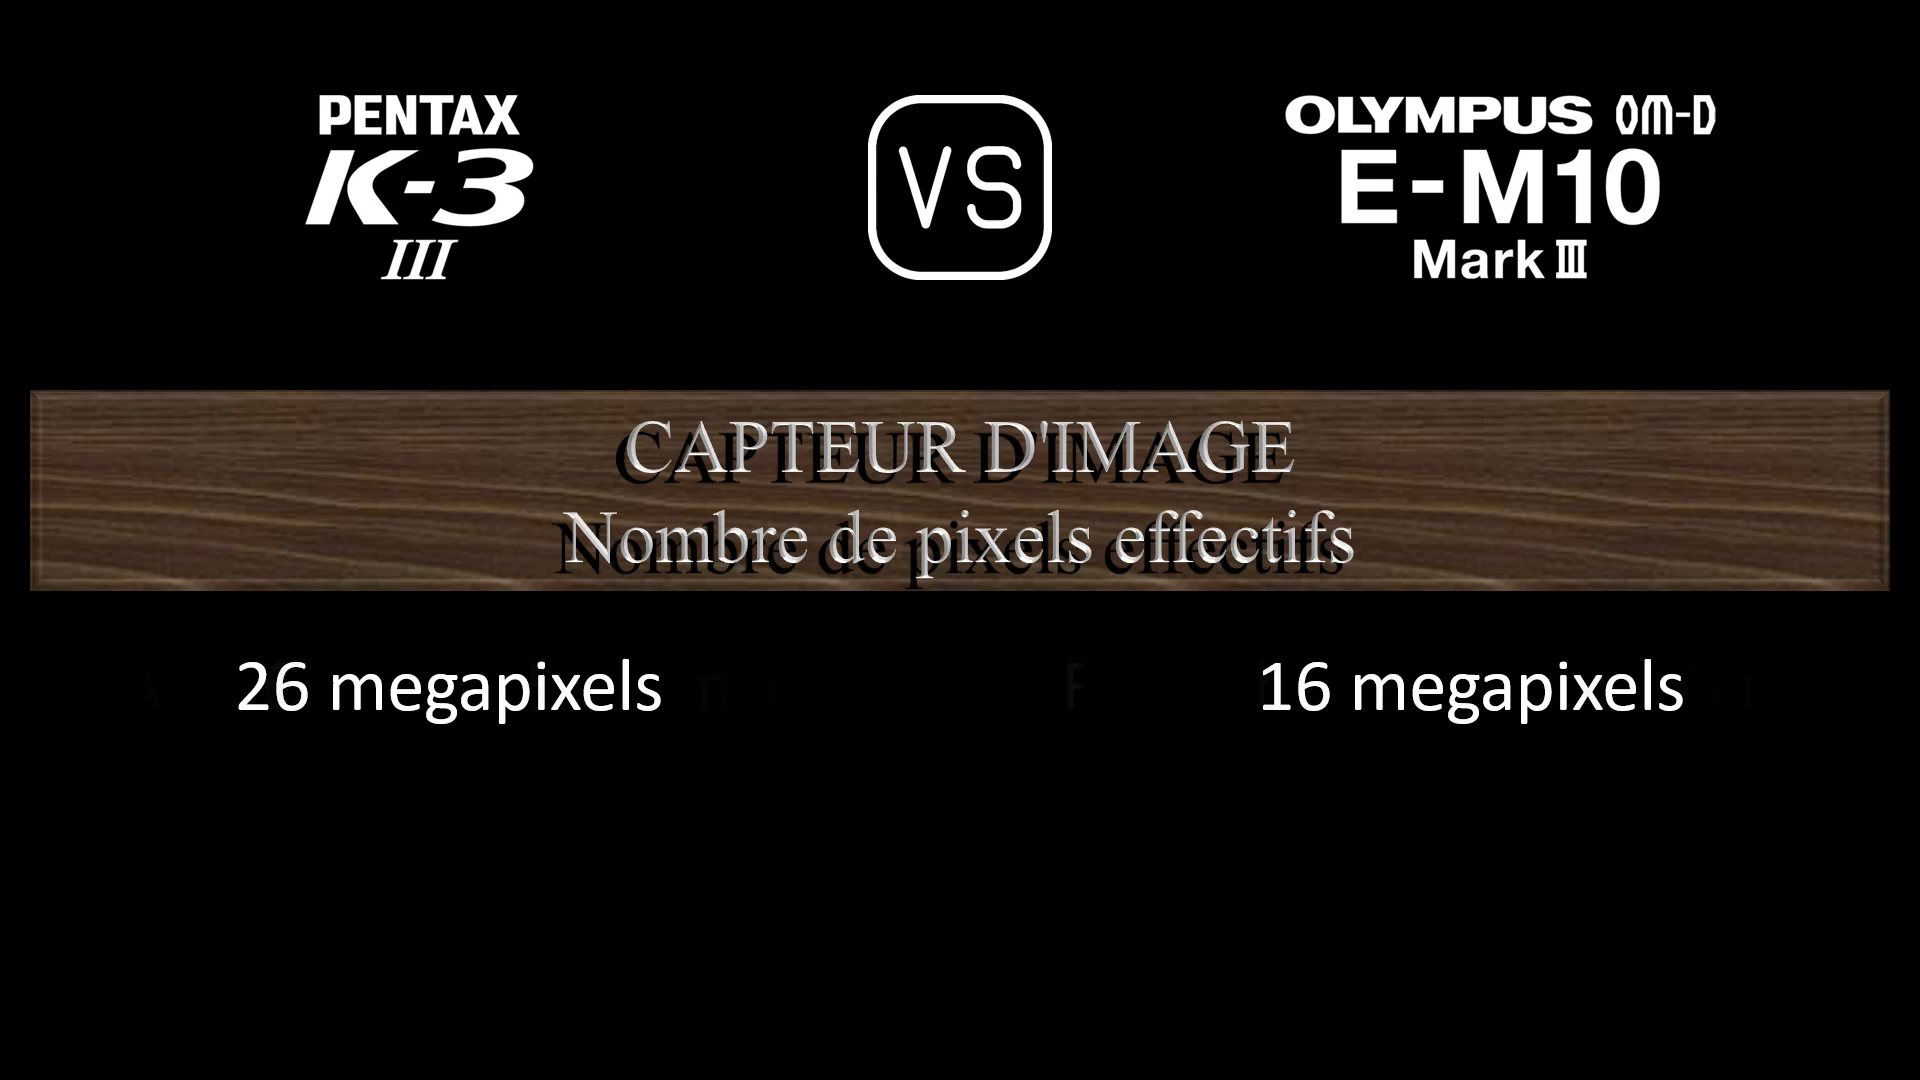 PENTAX
K-3
III
VS
OLYMPUS OM-D
E-M10
Mark III
CAPTEUR D'IMAGE
Nombre de pixels effectifs
26 megapixels
16 megapixels